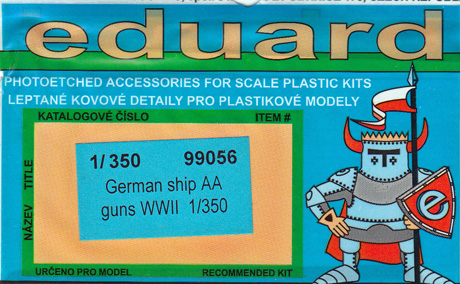 eduard
PHOTOETCHED ACCESSORIES FOR SCALE PLASTIC KITS
LEPTANÉ KOVOVÉ DETAILY PRO PLASTIKOVÉ MODELY
KATALOGOVÉ ČÍSLO ITEM #
NÁZEV TITLE
1/350 99056
German ship AA
guns WWII 1/350
e
URČENO PRO MODEL RECOMMENDED KIT